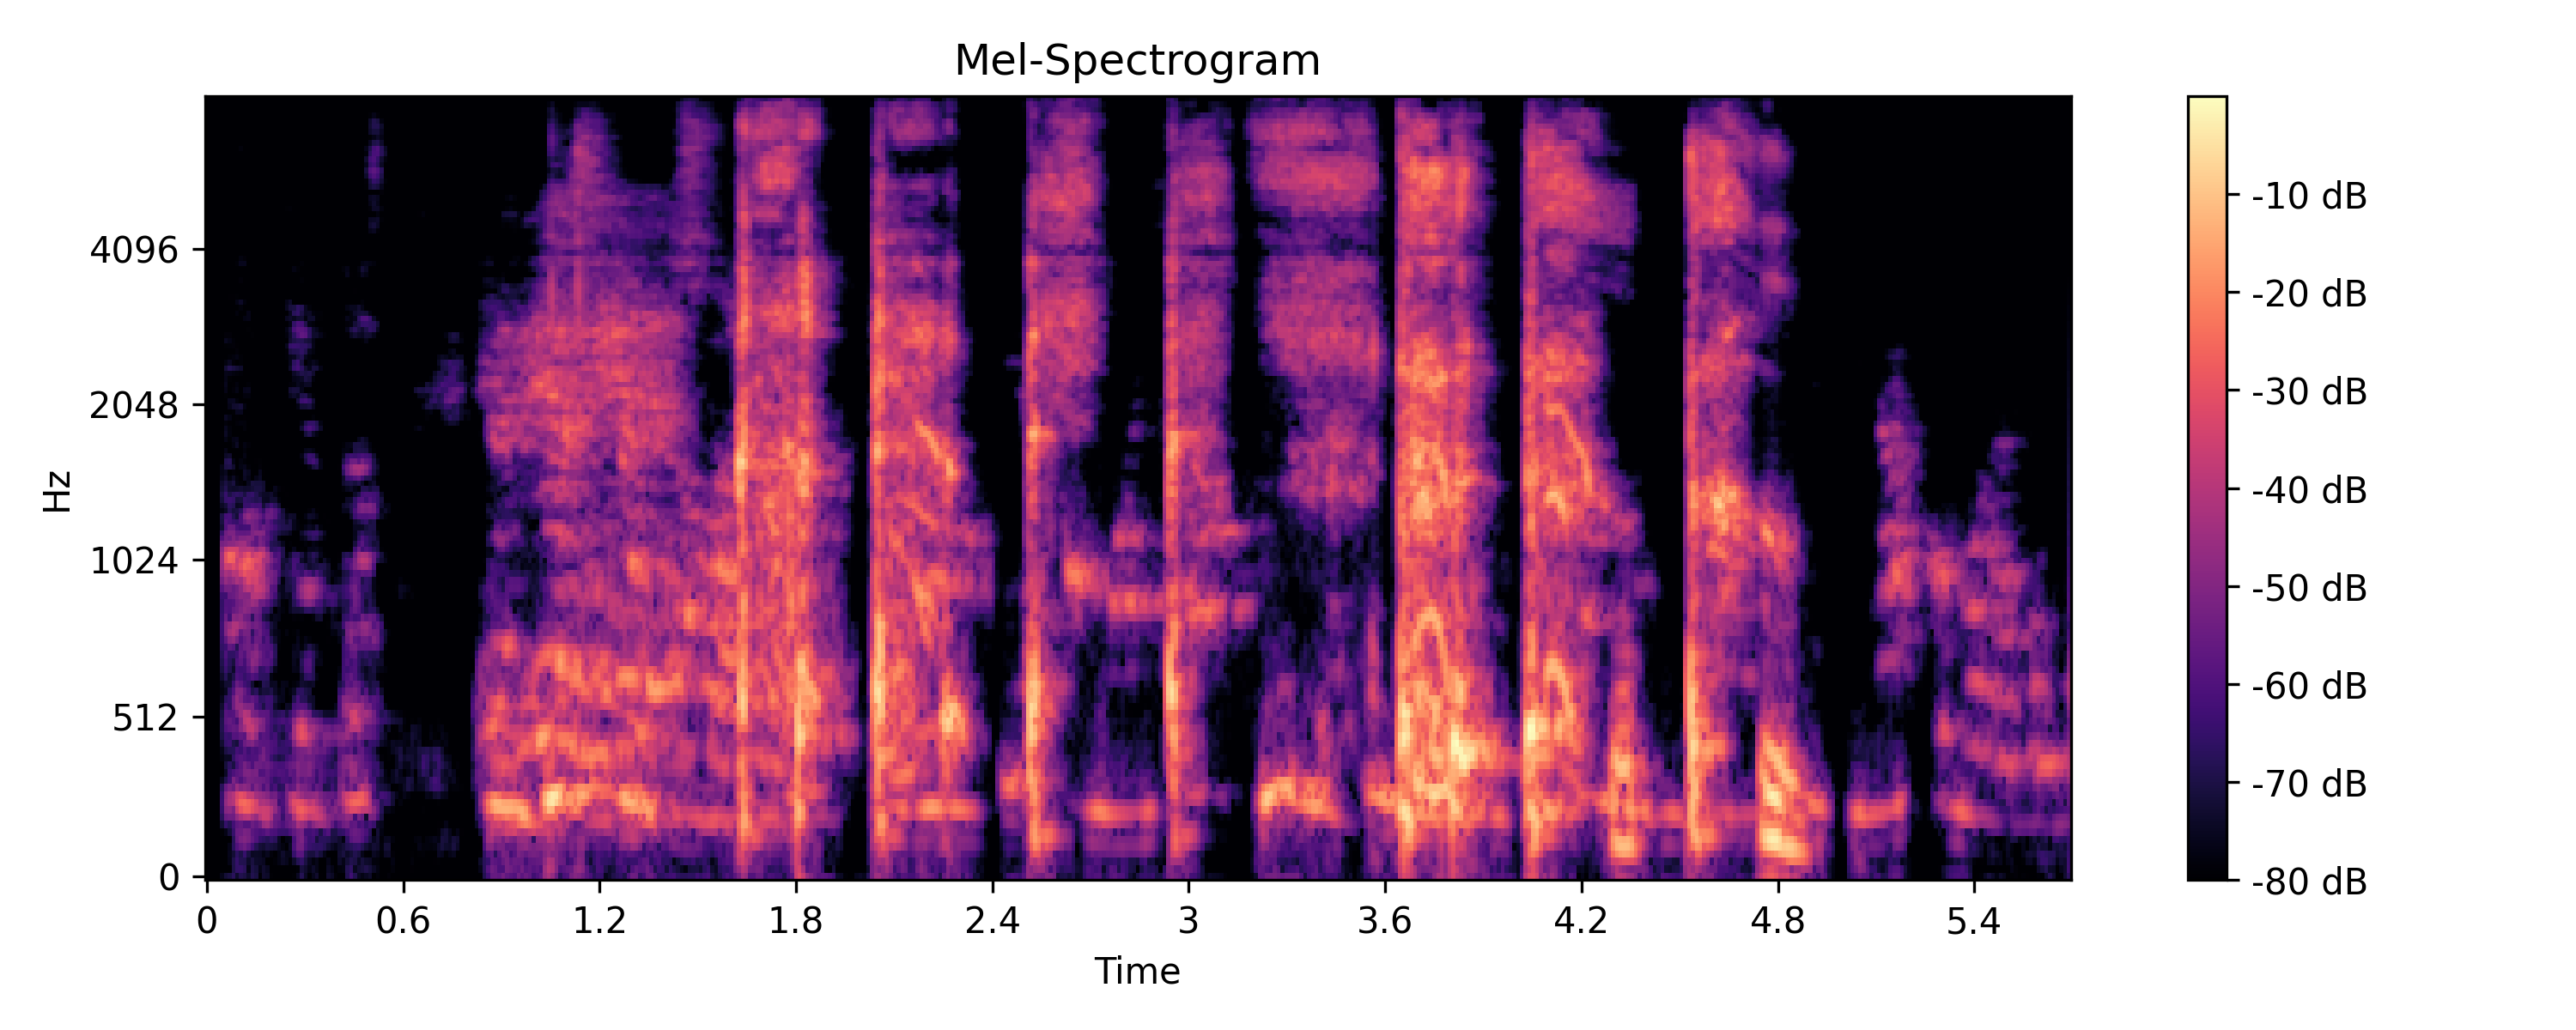 Mel-Spectrogram
Hz
4096
2048
1024
512
0
0 0.6 1.2 1.8 2.4 3 3.6 4.2 4.8 5.4
Time
-10 dB
-20 dB
-30 dB
-40 dB
-50 dB
-60 dB
-70 dB
-80 dB